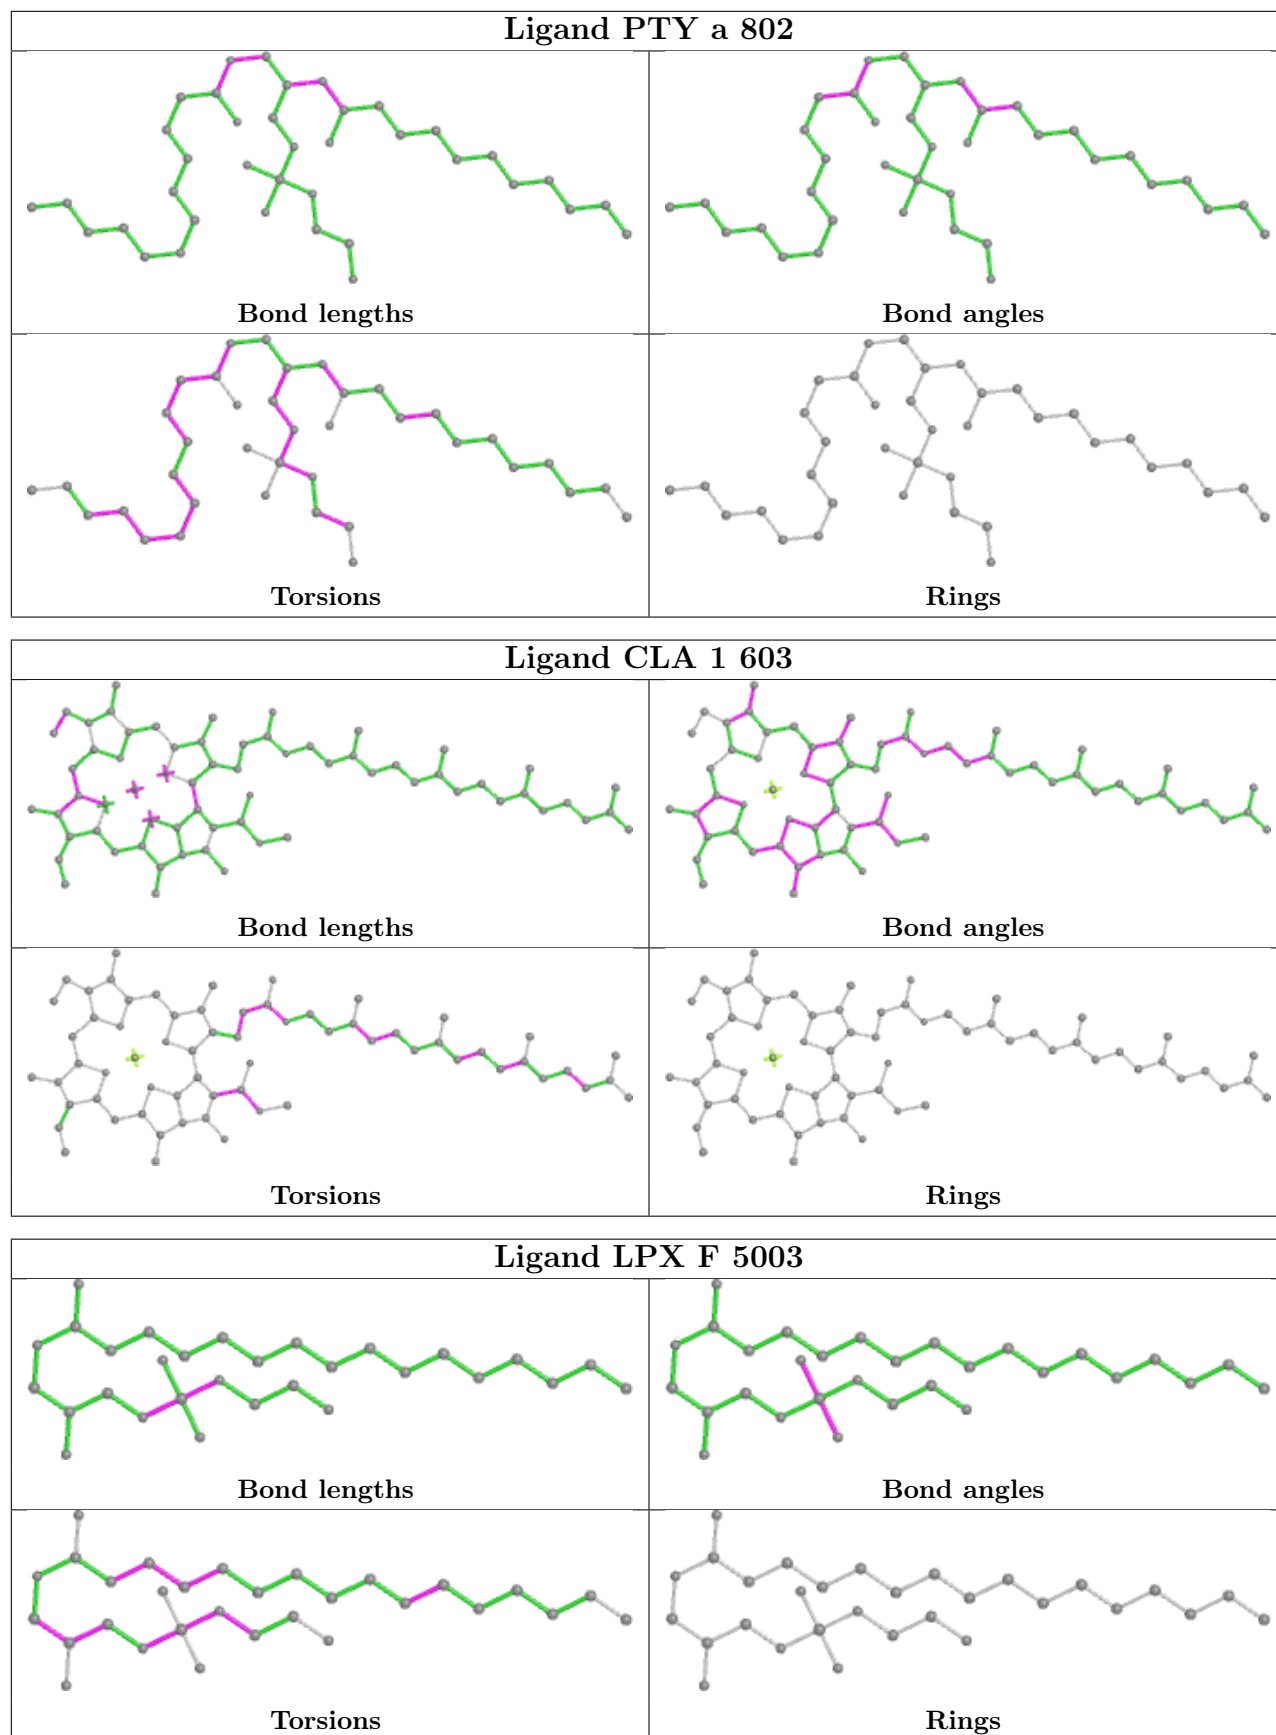 Ligand PTY a 802
Bond lengths
Bond angles
Torsions
Rings
Ligand CLA 1 603
Bond lengths
Bond angles
Torsions
Rings
Ligand LPX F 5003
Bond lengths
Bond angles
Torsions
Rings